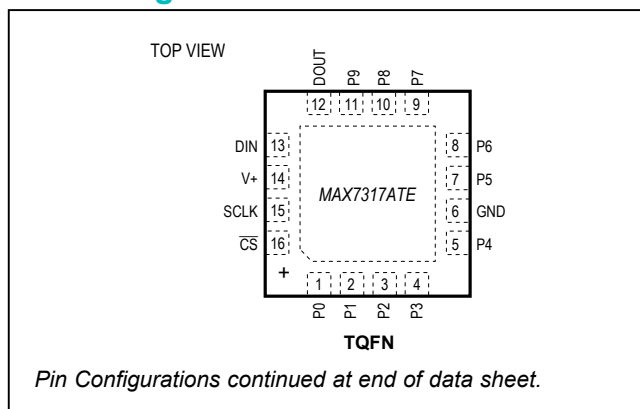 TOP VIEW
DOUT P9 P8 P7
12 11 10 9
DIN 13 8 P6
V+ 14 7 P5
MAX7317ATE
SCLK 15 6 GND
CS 16 5 P4
+
1 2 3 4
P0 P1 P2 P3
TQFN
Pin Configurations continued at end of data sheet.